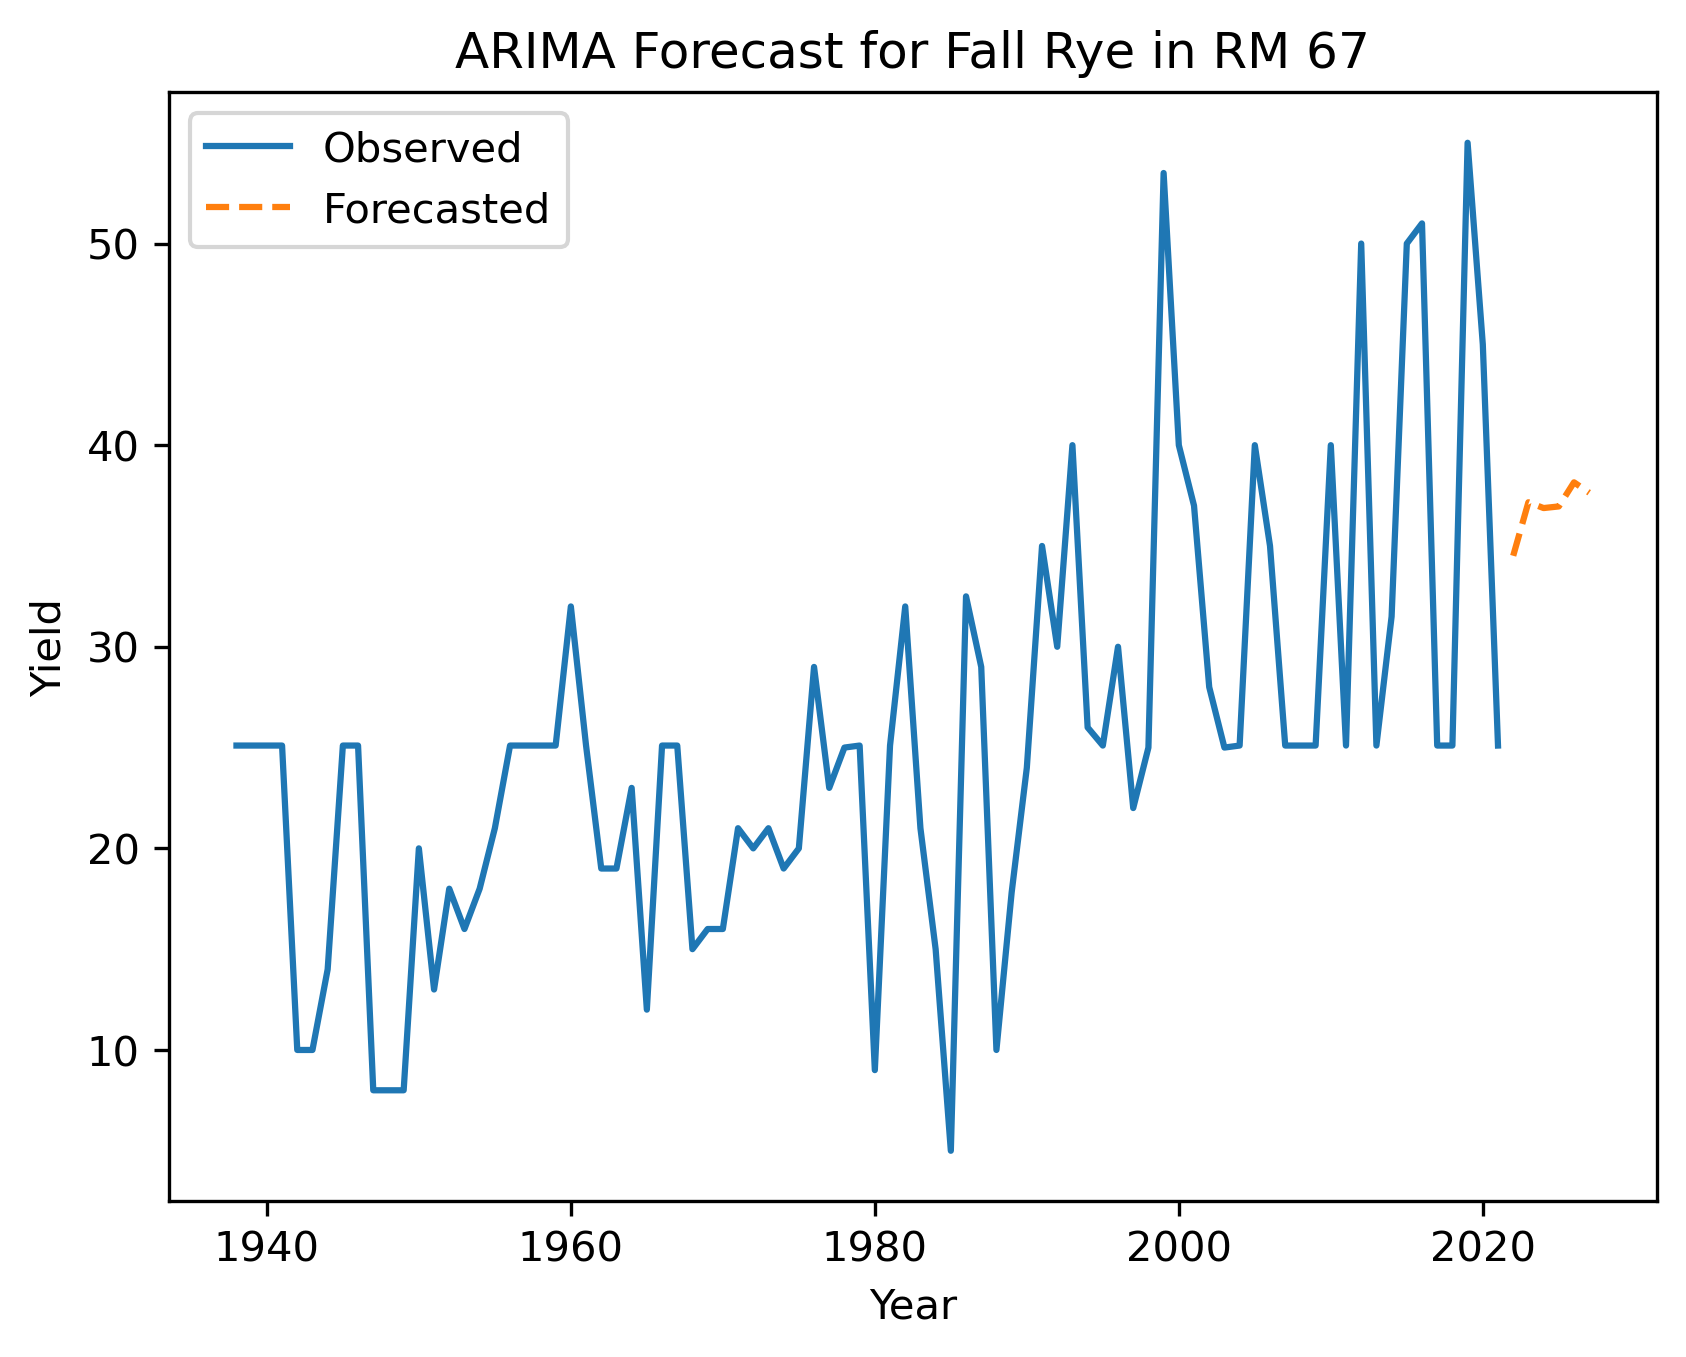 ARIMA Forecast for Fall Rye in RM 67
Observed
Forecasted
50
40
30
20
10
Yield
1940 1960 1980 2000 2020
Year